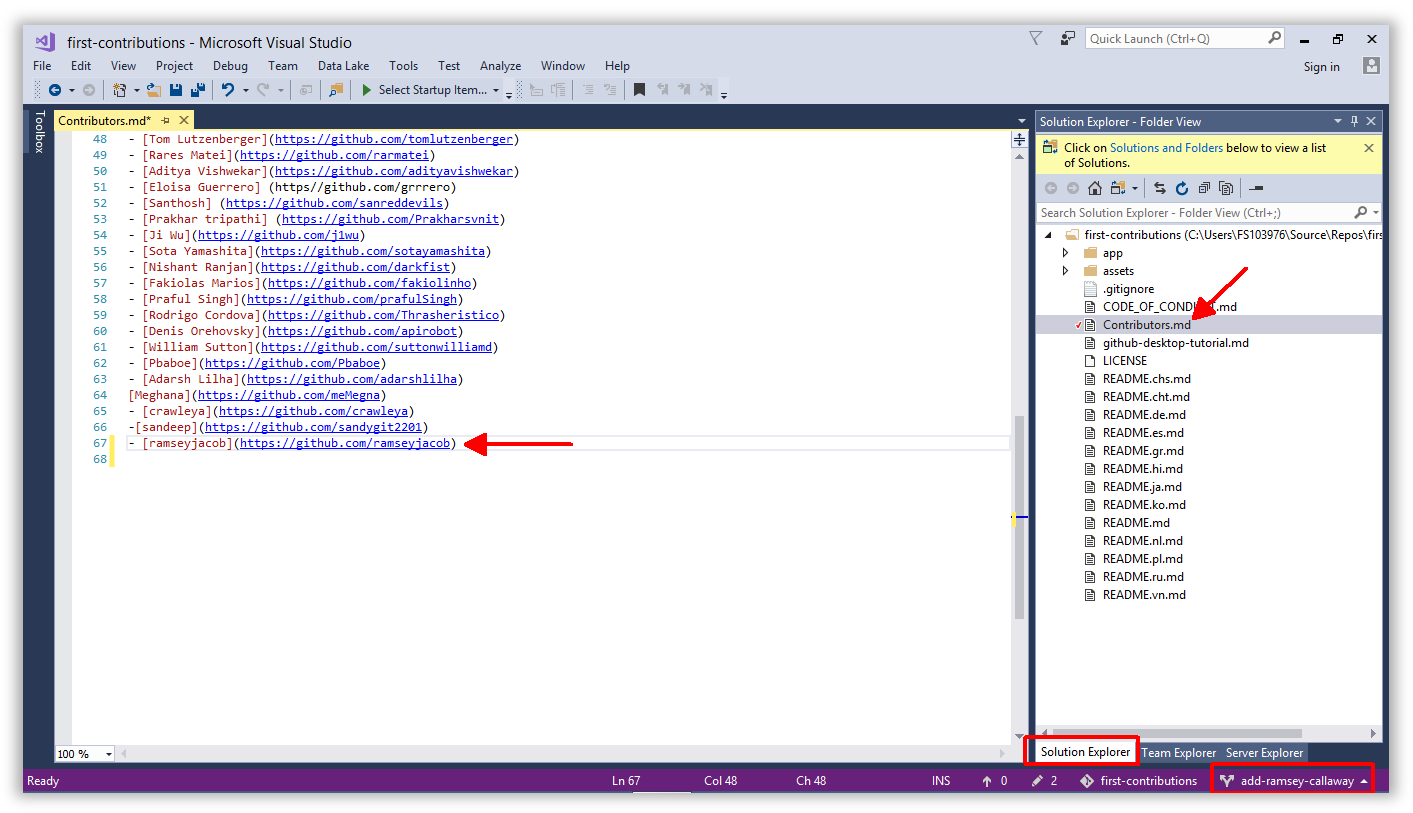 first-contributions - Microsoft Visual Studio
Quick Launch (Ctrl+Q)
File Edit View Project Debug Team Data Lake Tools Test Analyze Window Help
Sign in
Select Startup Item...
Toolbox
Contributors.md*
48 - [Tom Lutzenberger](https://github.com/tomlutzenberger)
49 - [Rares Matei](https://github.com/rarmatei)
50 - [Aditya Vishwekar](https://github.com/adityavishwekar)
51 - [Eloisa Guerrero] (https//github.com/grrrero)
52 - [Santhosh] (https://github.com/sanreddevils)
53 - [Prakhar tripathi] (https://github.com/Prakharsvnit)
54 - [Ji Wu](https://github.com/j1wu)
55 - [Sota Yamashita](https://github.com/sotayamashita)
56 - [Nishant Ranjan](https://github.com/darkfist)
57 - [Fakiolas Marios](https://github.com/fakiolinho)
58 - [Praful Singh](https://github.com/prafulSingh)
59 - [Rodrigo Cordova](https://github.com/Thrasheristico)
60 - [Denis Orehovsky](https://github.com/apirobot)
61 - [William Sutton](https://github.com/suttonwilliamd)
62 - [Pbaboe](https://github.com/Pbaboe)
63 - [Adarsh Lilha](https://github.com/adarshlilha)
64 [Meghana](https://github.com/meMegna)
65 - [crawleya](https://github.com/crawleya)
66 -[sandeep](https://github.com/sandygit2201)
67 - [ramseyjacob](https://github.com/ramseyjacob)
68
100 %
Solution Explorer - Folder View
Click on Solutions and Folders below to view a list
of Solutions.
Search Solution Explorer - Folder View (Ctrl+;)
first-contributions (C:\Users\FS103976\Source\Repos\firs
app
assets
.gitignore
CODE_OF_COND T.md
Contributors.md
github-desktop-tutorial.md
LICENSE
README.chs.md
README.cht.md
README.de.md
README.es.md
README.gr.md
README.hi.md
README.ja.md
README.ko.md
README.md
README.nl.md
README.pl.md
README.ru.md
README.vn.md
Solution Explorer Team Explorer Server Explorer
Ready Ln 67 Col 48 Ch 48 INS 0 2 first-contributions add-ramsey-callaway